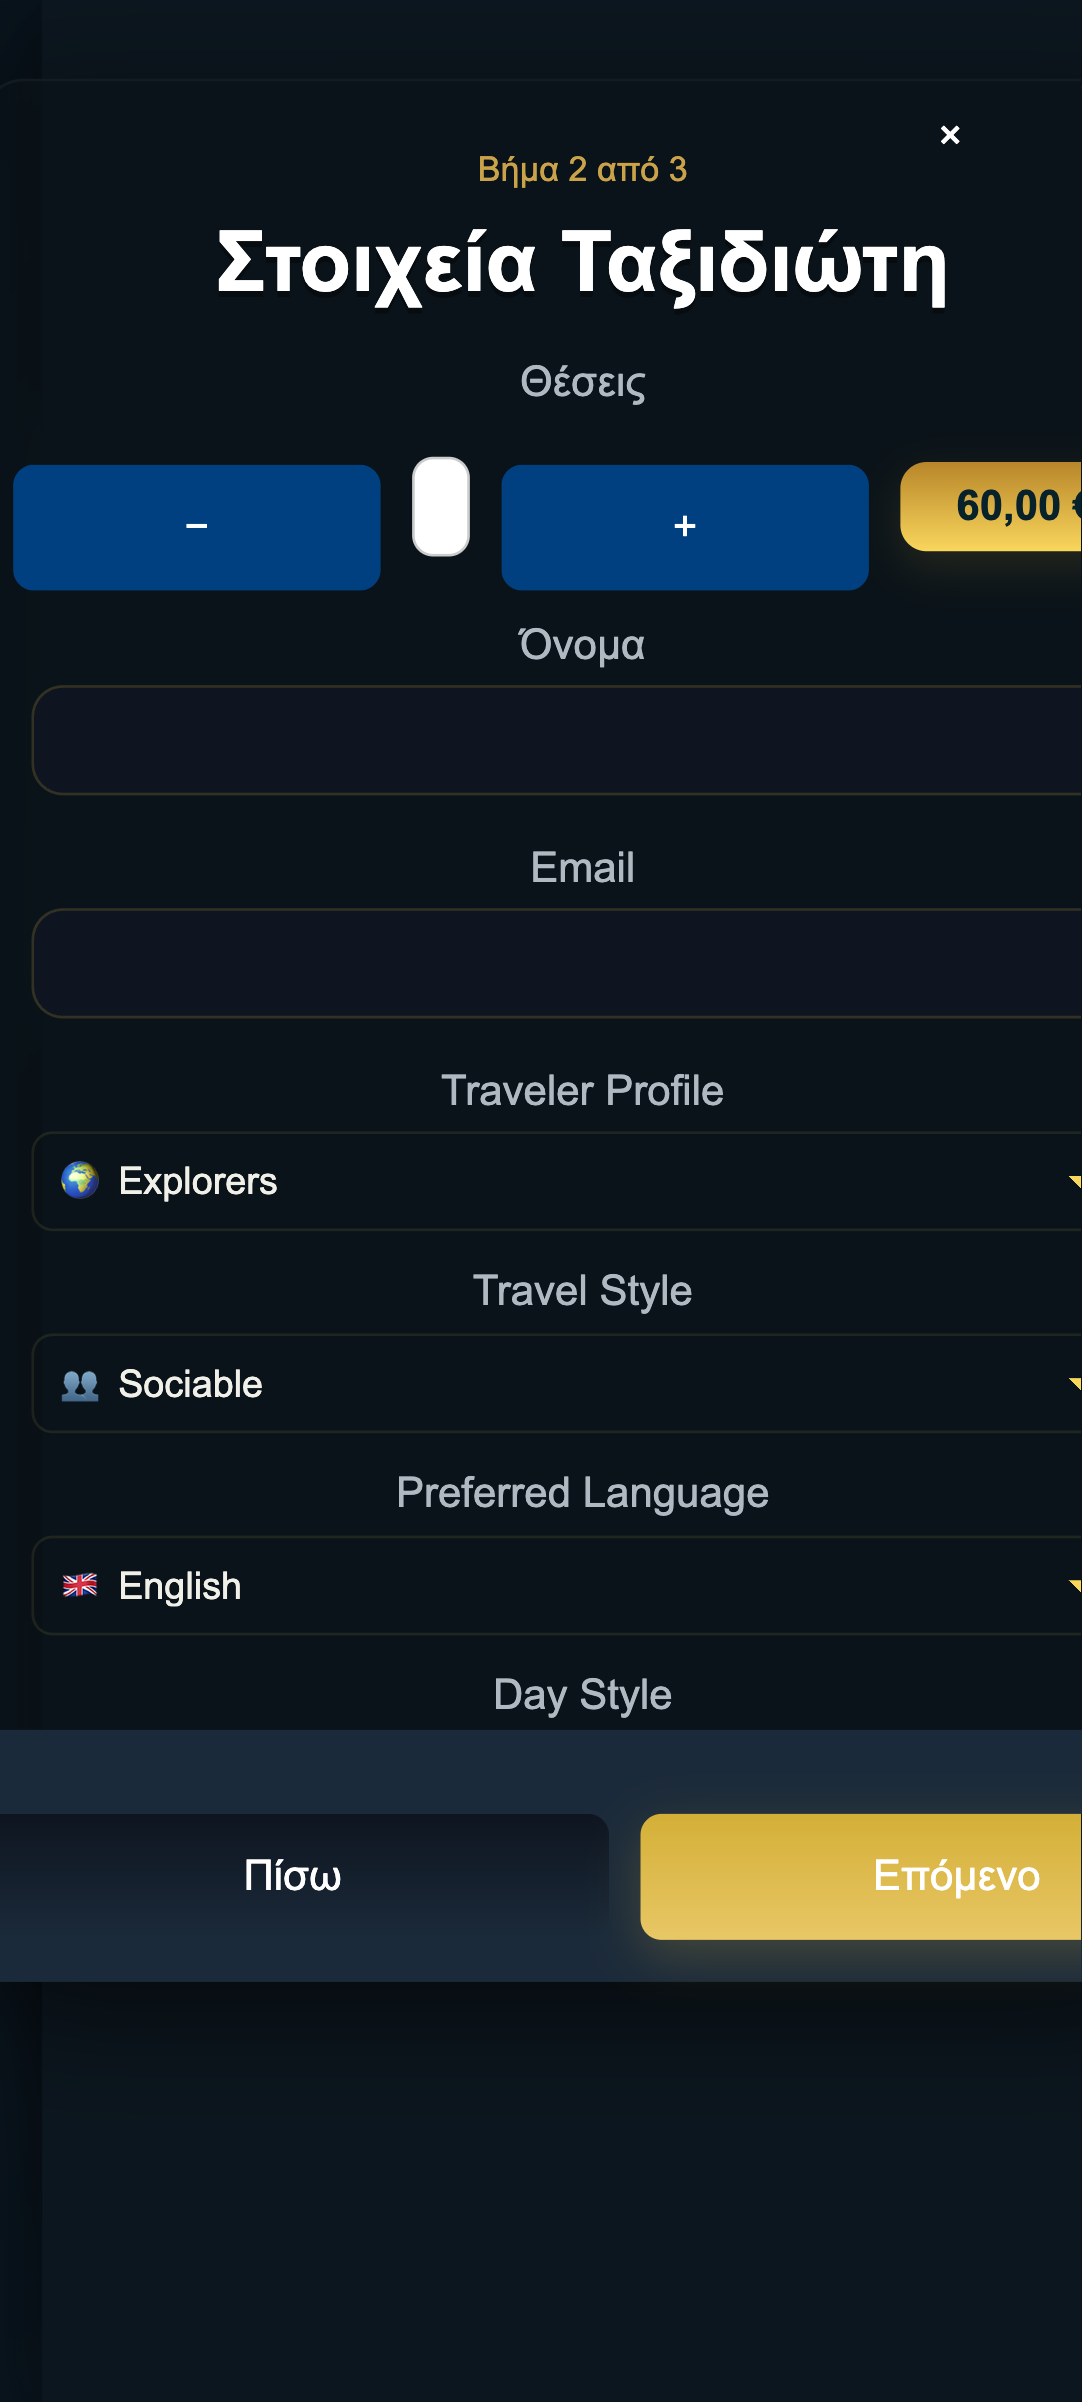 ×
Βήμα 2 από 3
Στοιχεία Ταξιδιώτη
Θέσεις
− + 60,00 €
Όνομα
Email
Traveler Profile
🌍 Explorers
Travel Style
👥 Sociable
Preferred Language
🇬🇧 English
Day Style
Πίσω Επόμενο